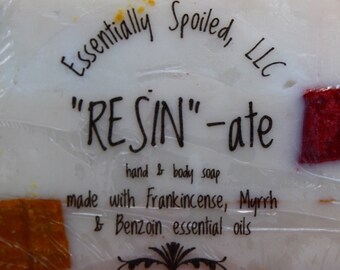 Essentially Spoiled, LLC
"RESIN" -ate
hand & body soap
made with Frankincense, Myrrh
& Benzoin essential oils